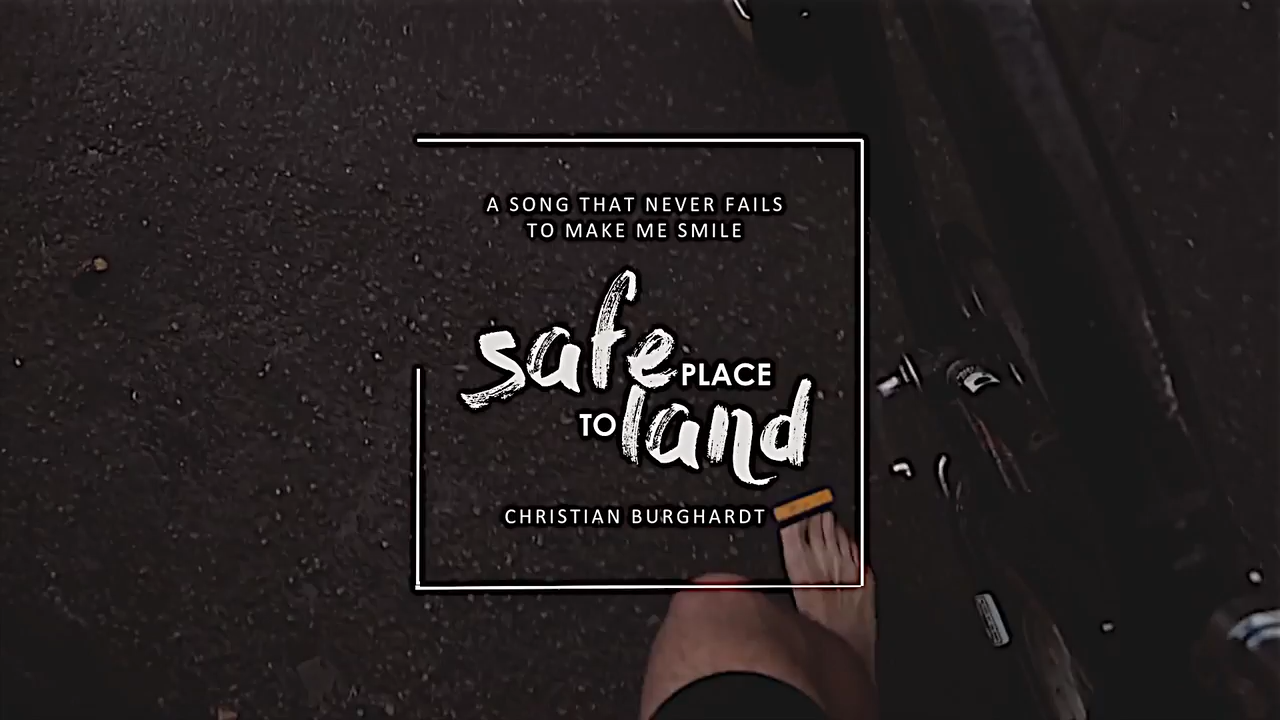 A SONG THAT NEVER FAILS
TO MAKE ME SMILE
safe PLACE
TO land
CHRISTIAN BURGHARDT